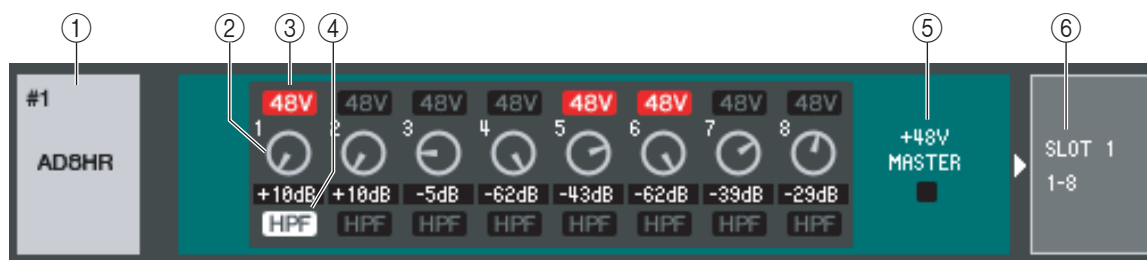 ① ② ③ ④ ⑤ ⑥
#1
AD8HR
48V 48V 48V 48V 48V 48V 48V 48V
1 2 3 4 5 6 7 8
+10dB +10dB -5dB -62dB -43dB -62dB -39dB -29dB
HPF HPF HPF HPF HPF HPF HPF HPF
+48V
MASTER
SLOT 1
1-8